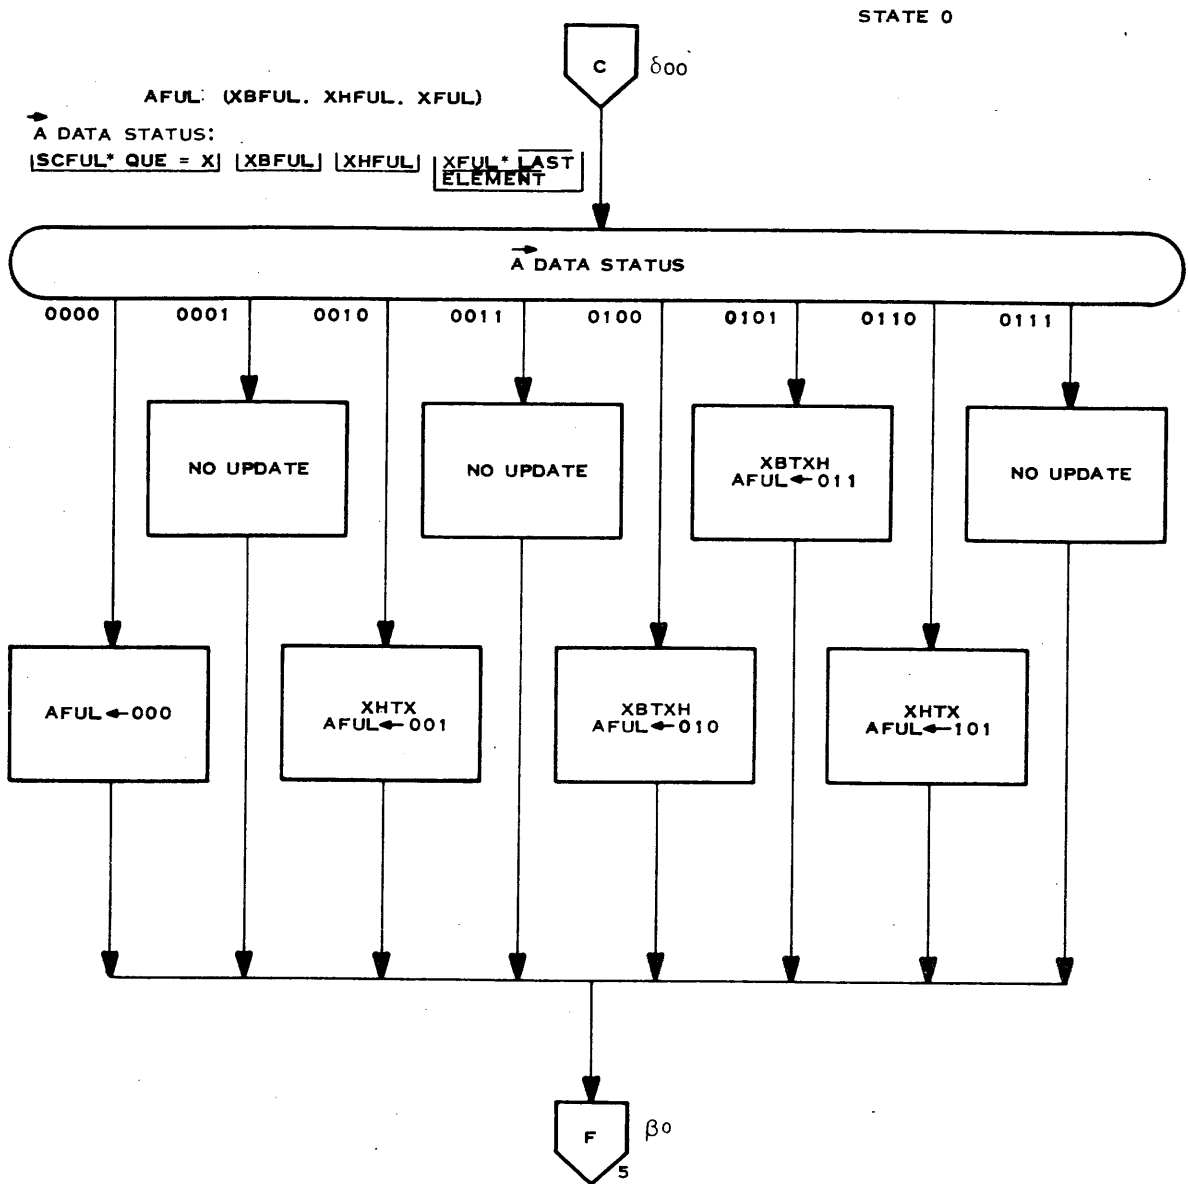 STATE 0
C δ00
AFUL: (XBFUL. XHFUL. XFUL)
A DATA STATUS:
SCFUL* QUE = X XBFUL XHFUL XFUL* LAST
ELEMENT
A DATA STATUS
0000 0001 0010 0011 0100 0101 0110 0111
NO UPDATE
NO UPDATE
XBTXH
AFUL←011
NO UPDATE
AFUL←000
XHTX
AFUL←001
XBTXH
AFUL←010
XHTX
AFUL←101
F β0
5